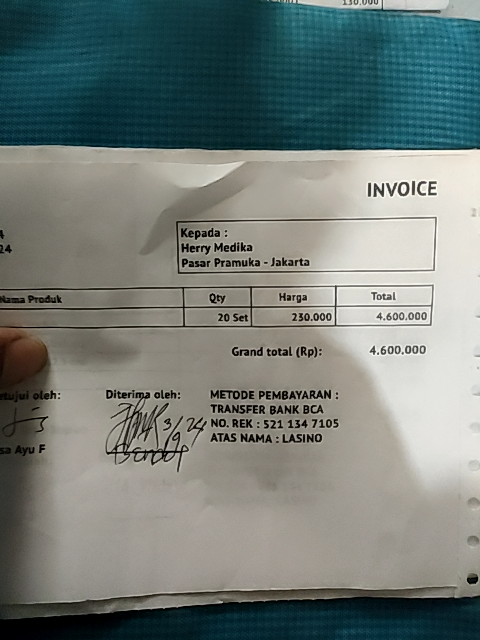 130.000
INVOICE
4
24
Kepada :
Herry Medika
Pasar Pramuka - Jakarta
Nama Produk Qty Harga Total
20 Set 230.000 4.600.000
Grand total (Rp): 4.600.000
etujui oleh: Diterima oleh: METODE PEMBAYARAN :
TRANSFER BANK BCA
3/9 24 NO. REK : 521 134 7105
ATAS NAMA : LASINO
sa Ayu F